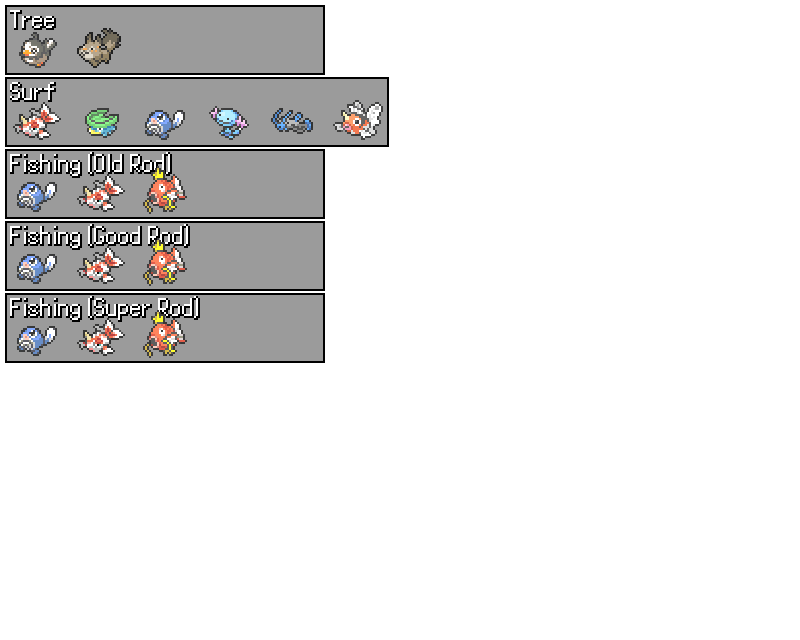 Tree
Surf
Fishing (Old Rod)
Fishing (Good Rod)
Fishing (Super Rod)